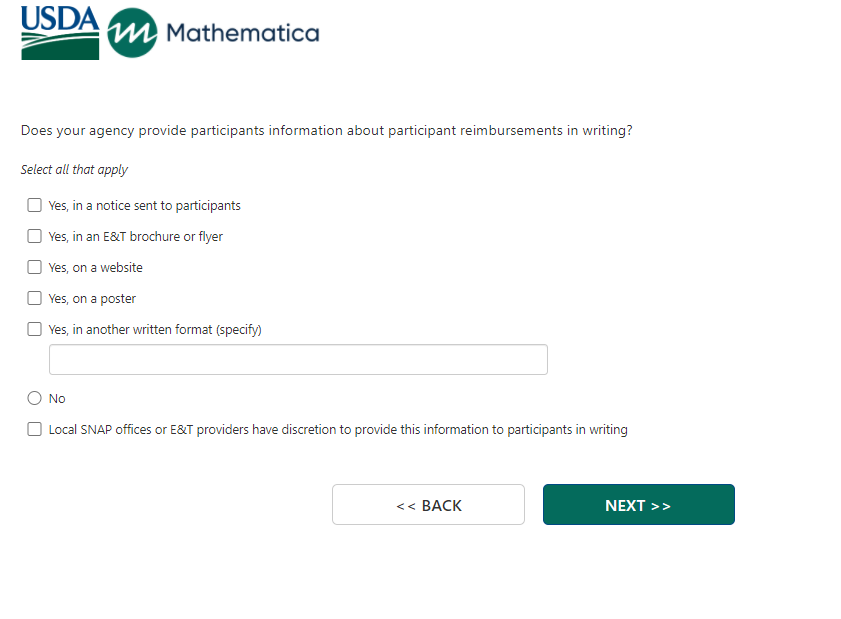 USDA
m Mathematica
Does your agency provide participants information about participant reimbursements in writing?
Select all that apply
Yes, in a notice sent to participants
Yes, in an E&T brochure or flyer
Yes, on a website
Yes, on a poster
Yes, in another written format (specify)
No
Local SNAP offices or E&T providers have discretion to provide this information to participants in writing
<< BACK
NEXT >>